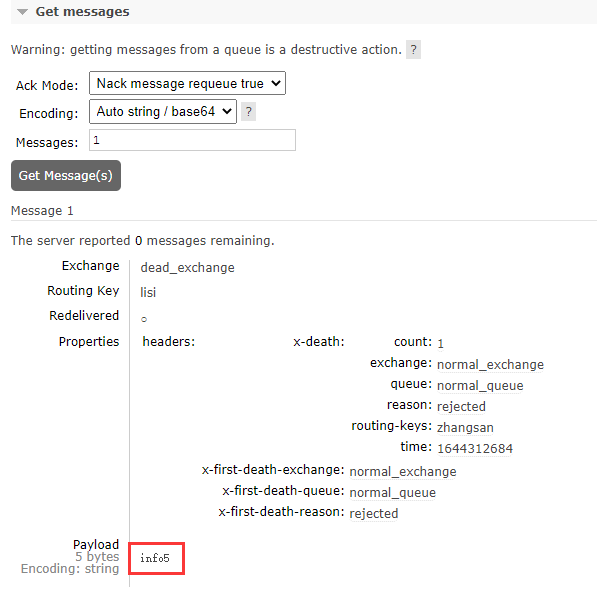 Get messages
Warning: getting messages from a queue is a destructive action. ?
Ack Mode: Nack message requeue true
Encoding: Auto string / base64 ?
Messages: 1
Get Message(s)
Message 1
The server reported 0 messages remaining.
Exchange dead_exchange
Routing Key lisi
Redelivered ○
Properties headers: x-death: count: 1
exchange: normal_exchange
queue: normal_queue
reason: rejected
routing-keys: zhangsan
time: 1644312684
x-first-death-exchange: normal_exchange
x-first-death-queue: normal_queue
x-first-death-reason: rejected
Payload
5 bytes info5
Encoding: string